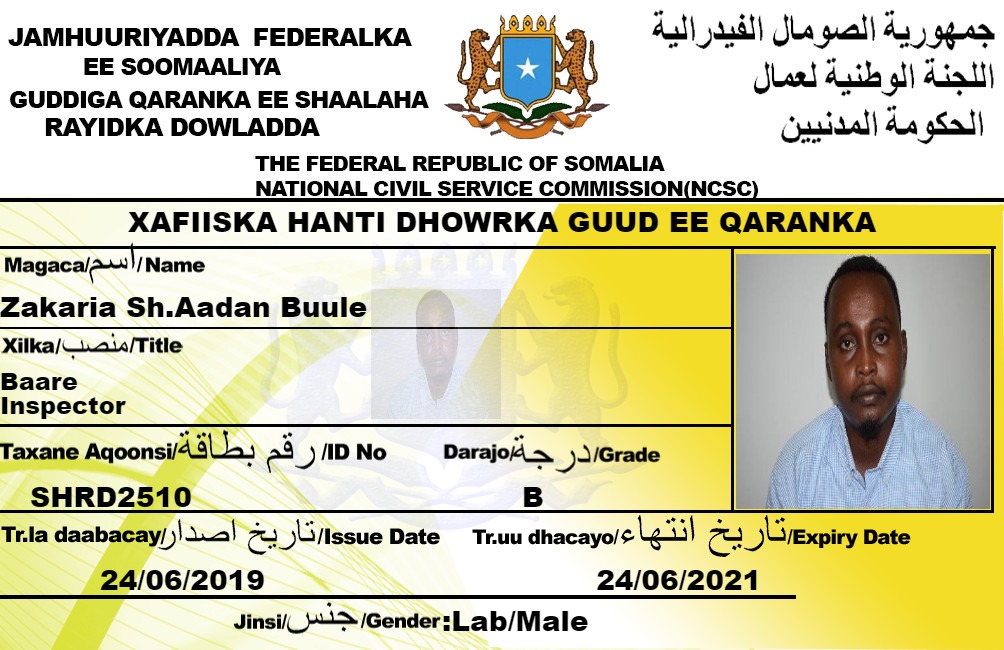 JAMHUURIYADDA FEDERALKA
EE SOOMAALIYA
GUDDIGA QARANKA EE SHAALAHA
RAYIDKA DOWLADDA
جمهورية الصومال الفيدرالية
اللجنة الوطنية لعمال
الحكومة المدنيين
THE FEDERAL REPUBLIC OF SOMALIA
NATIONAL CIVIL SERVICE COMMISSION(NCSC)
XAFIISKA HANTI DHOWRKA GUUD EE QARANKA
Magaca/اسم/Name
Zakaria Sh.Aadan Buule
Xilka/منصب/Title
Baare
Inspector
Taxane Aqoonsi/رقم بطاقة/ID No
Darajo/درجة/Grade
SHRD2510
B
Tr.la daabacay/تاريخ اصدار/Issue Date
Tr.uu dhacayo/تاريخ انتهاء/Expiry Date
24/06/2019
24/06/2021
Jinsi/جنس/Gender:Lab/Male